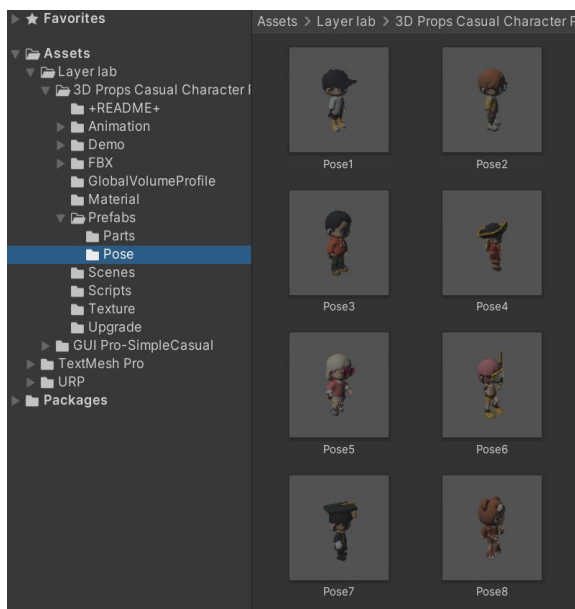 Favorites
Assets
Layer lab
3D Props Casual Character
+README+
Animation
Demo
FBX
GlobalVolumeProfile
Material
Prefabs
Parts
Pose
Scenes
Scripts
Texture
Upgrade
GUI Pro-SimpleCasual
TextMesh Pro
URP
Packages
Assets > Layer lab > 3D Props Casual Character P
Pose1 Pose2
Pose3 Pose4
Pose5 Pose6
Pose7 Pose8